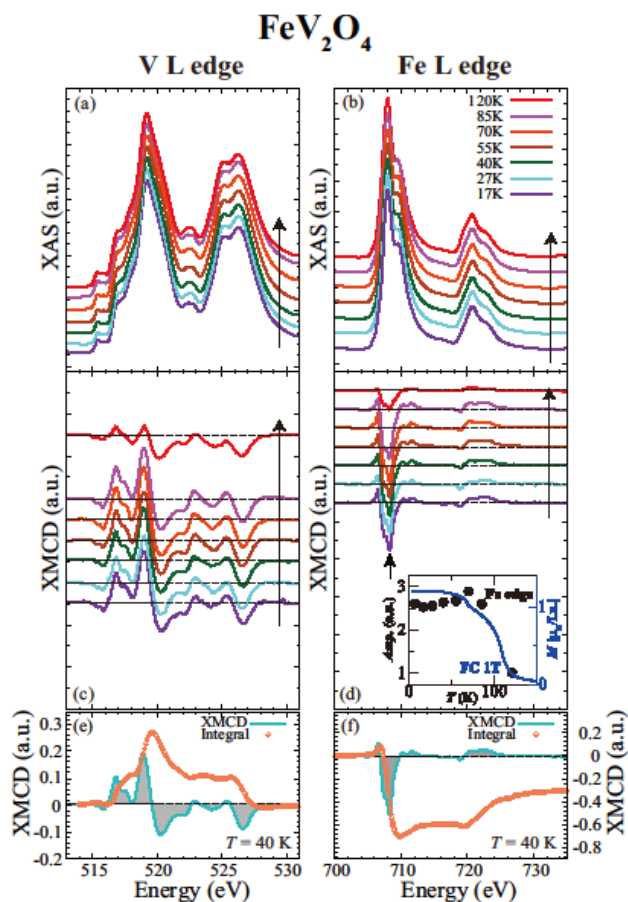 FeV₂O₄
V L edge
Fe L edge
(a)
(b)
120K
85K
70K
55K
40K
27K
17K
XAS (a.u.)
XAS (a.u.)
XMCD (a.u.)
XMCD (a.u.)
(c)
(d)
3
2
1
Amp. (a.u.)
Fe edge
FC 1T
1
0
M [μB/f.u.]
0
100
T (K)
(e)
XMCD
Integral
(f)
XMCD
Integral
0.3
0.2
0.1
0
-0.1
-0.2
XMCD (a.u.)
T = 40 K
0.2
0
-0.2
-0.4
-0.6
-0.8
XMCD (a.u.)
T = 40 K
515
520
525
530
700
710
720
730
Energy (eV)
Energy (eV)